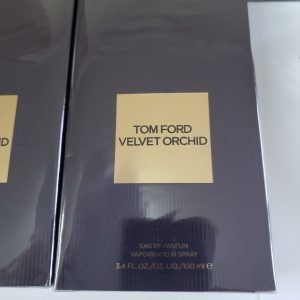 TOM FORD
VELVET ORCHID
EAU DE PARFUM
VAPORISATEUR SPRAY
3.4 FL.OZ./OZ.LIQ./100 ml ℮
D